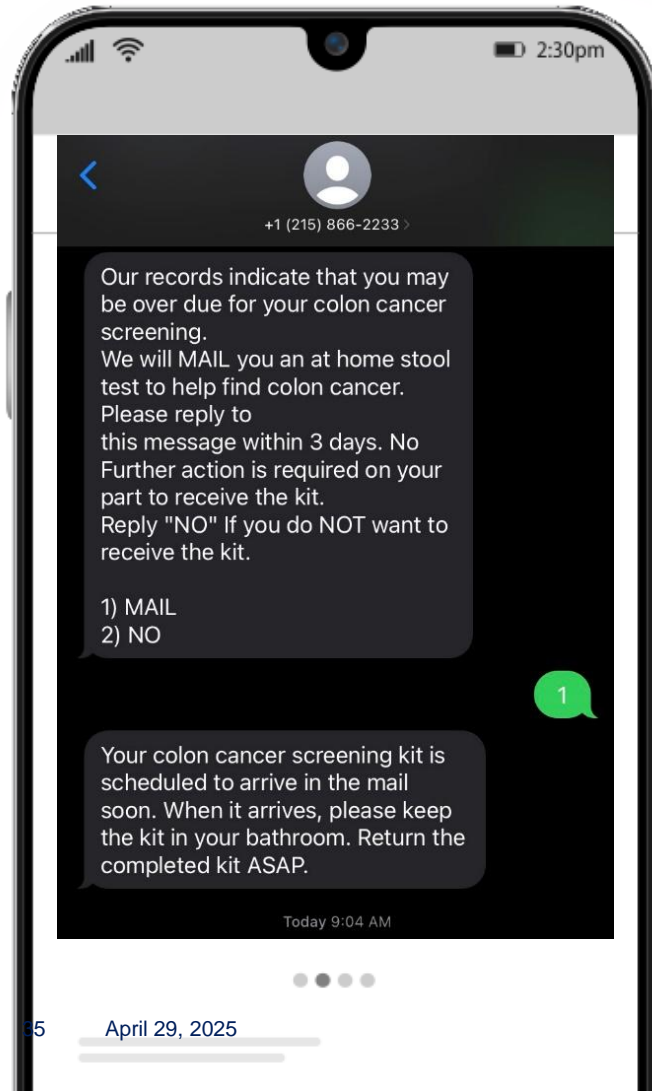 2:30pm
+1 (215) 866-2233
Our records indicate that you may
be over due for your colon cancer
screening.
We will MAIL you an at home stool
test to help find colon cancer.
Please reply to
this message within 3 days. No
Further action is required on your
part to receive the kit.
Reply "NO" If you do NOT want to
receive the kit.
1) MAIL
2) NO
1
Your colon cancer screening kit is
scheduled to arrive in the mail
soon. When it arrives, please keep
the kit in your bathroom. Return the
completed kit ASAP.
Today 9:04 AM
35 April 29, 2025